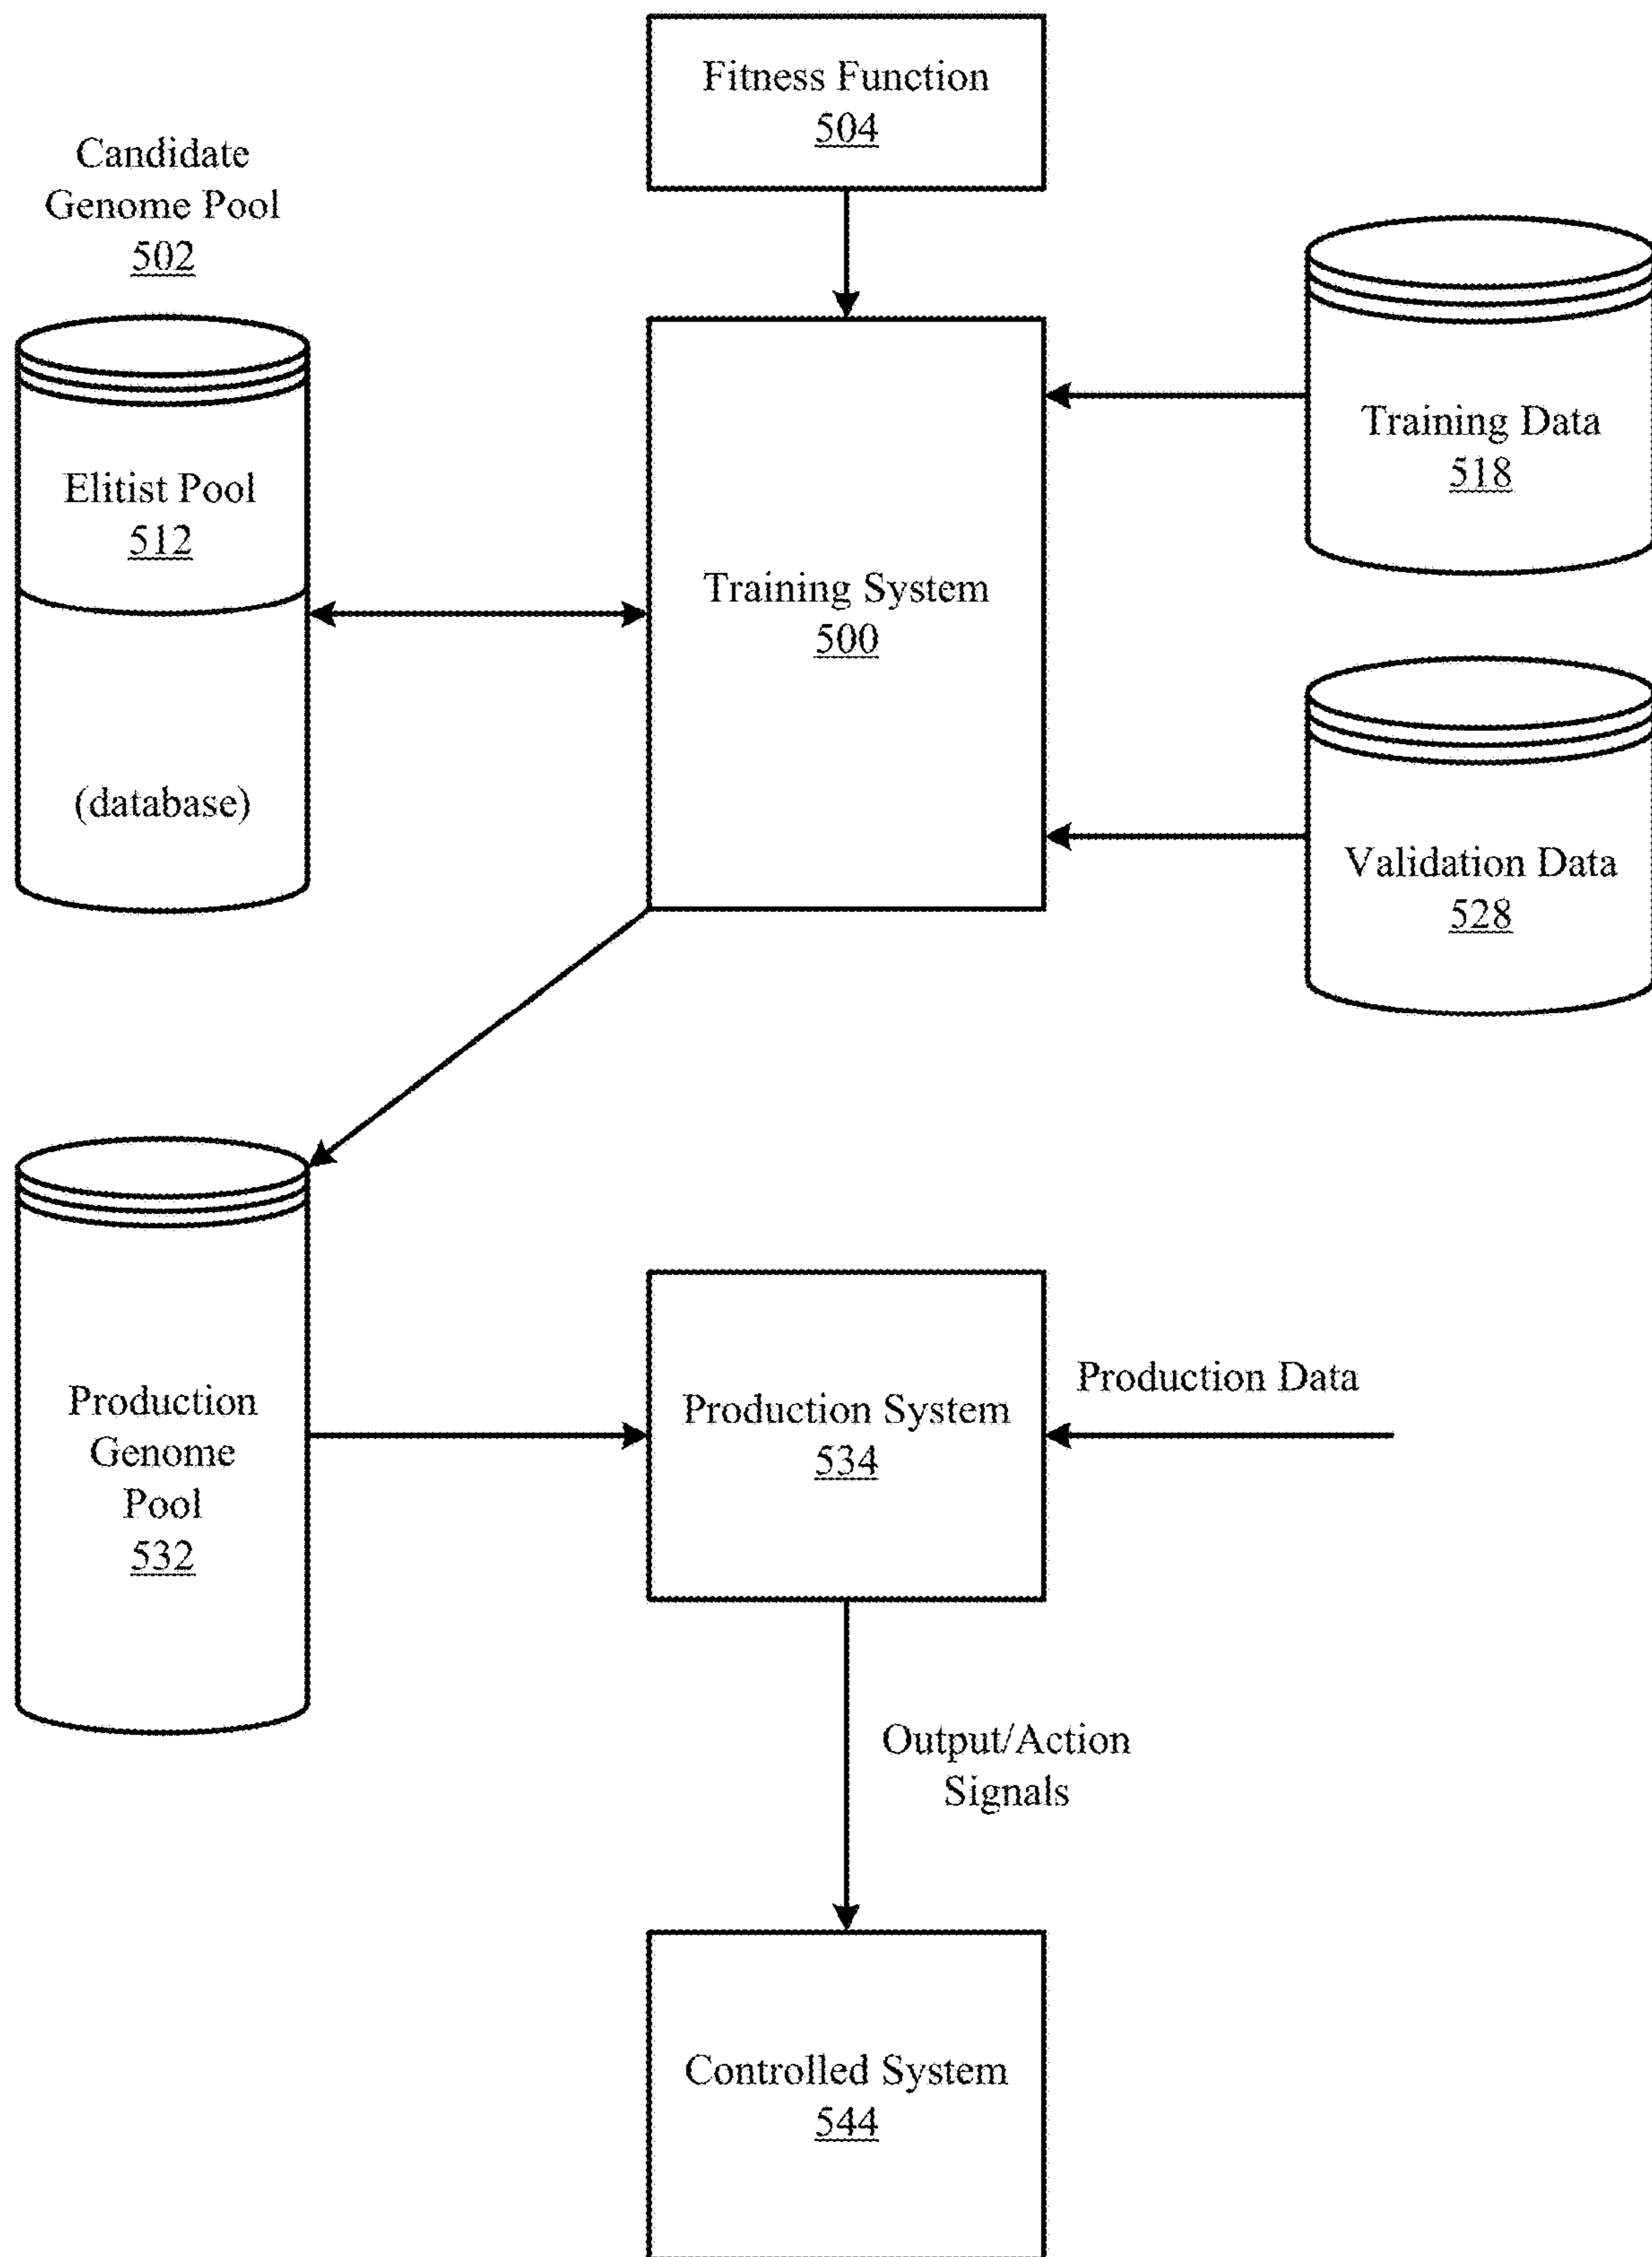 Fitness Function
504
Candidate
Genome Pool
502
Elitist Pool
512
(database)
Training System
500
Training Data
518
Validation Data
528
Production
Genome
Pool
532
Production System
534
Production Data
Output/Action
Signals
Controlled System
544